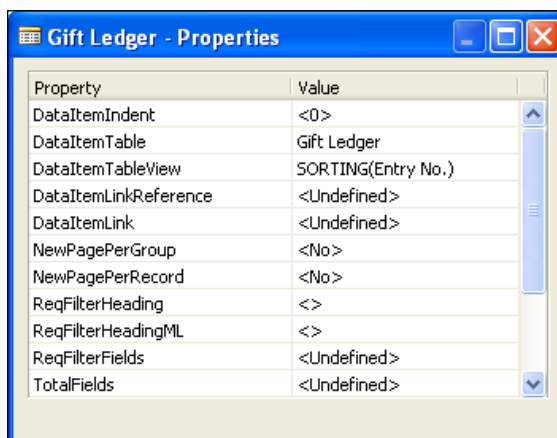 Gift Ledger - Properties
Property Value
DataItemIndent <0>
DataItemTable Gift Ledger
DataItemTableView SORTING(Entry No.)
DataItemLinkReference <Undefined>
DataItemLink <Undefined>
NewPagePerGroup <No>
NewPagePerRecord <No>
ReqFilterHeading <>
ReqFilterHeadingML <>
ReqFilterFields <Undefined>
TotalFields <Undefined>